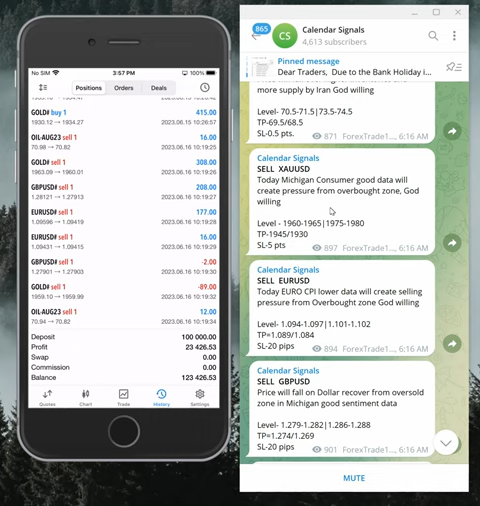 No SIM
3:57 PM
100%
Positions
Orders
Deals
GOLD# buy 1
415.00
1930.12 → 1934.27
2023.06.15 10:26:57
OIL-AUG23 sell 1
16.00
70.98 → 70.82
2023.06.16 10:19:25
GOLD# sell 1
308.00
1963.09 → 1960.01
2023.06.16 10:19:26
GBPUSD# sell 1
208.00
1.28121 → 1.27913
2023.06.16 10:19:27
EURUSD# sell 1
177.00
1.09596 → 1.09419
2023.06.16 10:19:28
EURUSD# sell 1
16.00
1.09431 → 1.09415
2023.06.16 10:19:29
GBPUSD# sell 1
-2.00
1.27901 → 1.27903
2023.06.16 10:19:30
GOLD# sell 1
-89.00
1959.10 → 1959.99
2023.06.16 10:19:32
OIL-AUG23 sell 1
12.00
70.94 → 70.82
2023.06.16 10:19:34
Deposit
100 000.00
Profit
23 426.53
Swap
0.00
Commission
0.00
Balance
123 426.53
Quotes
Chart
Trade
History
Settings
865
CS
Calendar Signals
4,613 subscribers
Pinned message
Dear Traders, Due to the Bank Holiday i...
more supply by Iran God willing
Level- 70.5-71.5|73.5-74.5
TP-69.5/68.5
SL-0.5 pts.
871 ForexTrade1..., 6:16 AM
Calendar Signals
SELL XAUUSD
Today Michigan Consumer good data will
create pressure from overbought zone, God
willing
Level - 1960-1965|1975-1980
TP-1945/1930
SL-5 pts
897 ForexTrade1..., 6:16 AM
Calendar Signals
SELL EURUSD
Today EURO CPI lower data will create selling
pressure from Overbought zone God willing
Level- 1.094-1.097|1.101-1.102
TP=1.089/1.084
SL-20 pips
894 ForexTrade1..., 6:16 AM
Calendar Signals
SELL GBPUSD
Price will fall on Dollar recover from oversold
zone in Michigan good sentiment data
Level- 1.279-1.282|1.286-1.288
TP=1.274/1.269
SL-20 pips
901 ForexTrade1..., 6:16 AM
MUTE